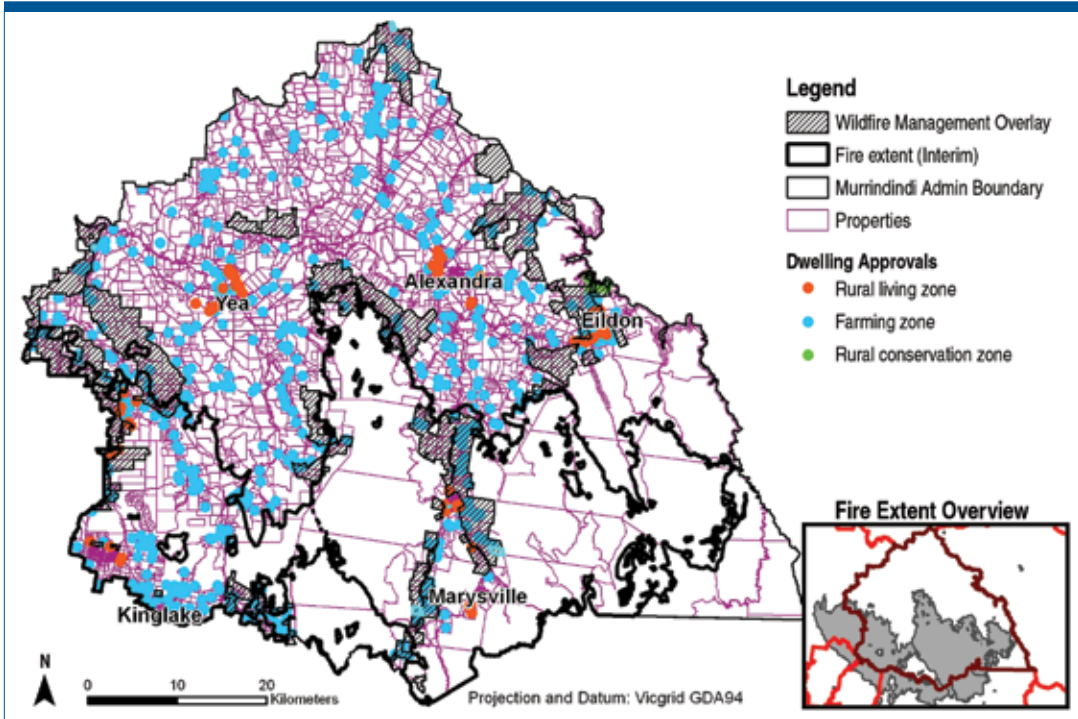 Legend
Wildfire Management Overlay
Fire extent (Interim)
Murrindindi Admin Boundary
Properties
Dwelling Approvals
Rural living zone
Farming zone
Rural conservation zone
Alexandra
Yea
Eildon
Marysville
Kinglake
Fire Extent Overview
N
0 10 20
Kilometers
Projection and Datum: Vicgrid GDA94